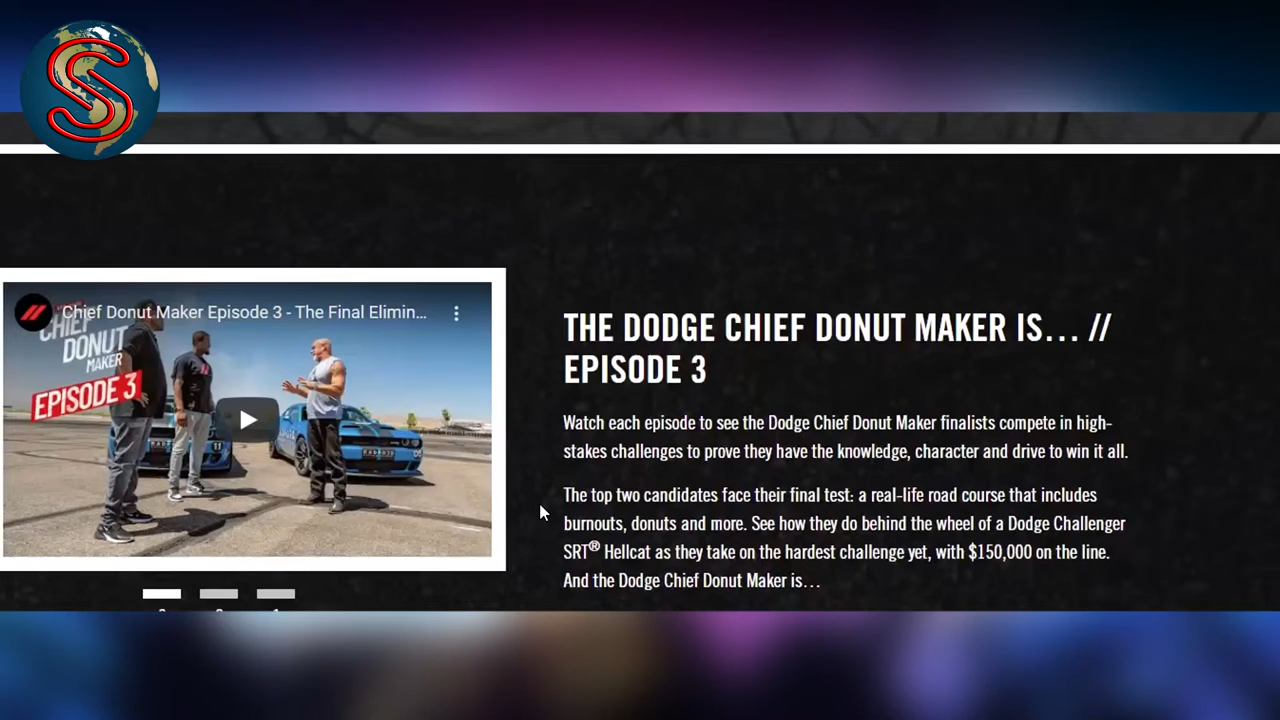 S
Chief Donut Maker Episode 3 - The Final Elimin...
CHIEF
DONUT
MAKER
EPISODE 3
THE DODGE CHIEF DONUT MAKER IS... //
EPISODE 3
Watch each episode to see the Dodge Chief Donut Maker finalists compete in high-
stakes challenges to prove they have the knowledge, character and drive to win it all.
The top two candidates face their final test: a real-life road course that includes
burnouts, donuts and more. See how they do behind the wheel of a Dodge Challenger
SRT® Hellcat as they take on the hardest challenge yet, with $150,000 on the line.
And the Dodge Chief Donut Maker is...